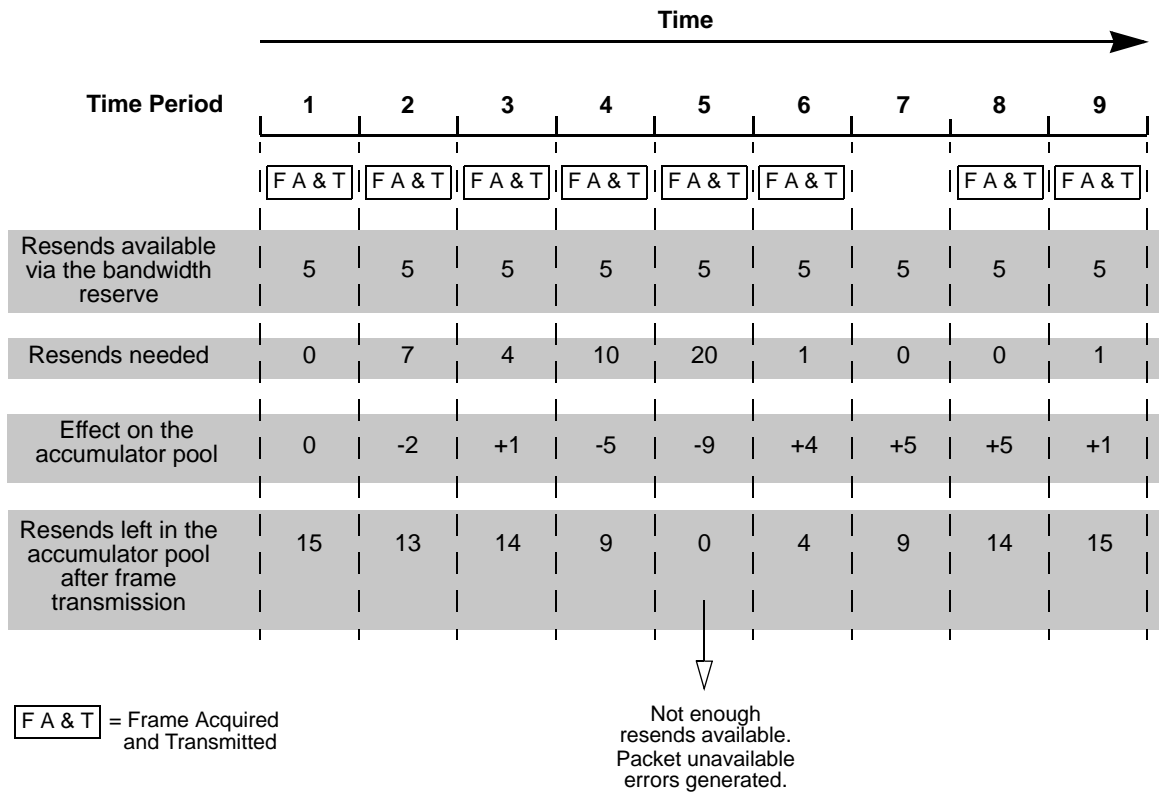 Time
Time Period 1 2 3 4 5 6 7 8 9
F A & T F A & T F A & T F A & T F A & T F A & T F A & T F A & T
Resends available
via the bandwidth
reserve
5 5 5 5 5 5 5 5 5
Resends needed 0 7 4 10 20 1 0 0 1
Effect on the
accumulator pool
0 -2 +1 -5 -9 +4 +5 +5 +1
Resends left in the
accumulator pool
after frame
transmission
15 13 14 9 0 4 9 14 15
F A & T = Frame Acquired
and Transmitted
Not enough
resends available.
Packet unavailable
errors generated.